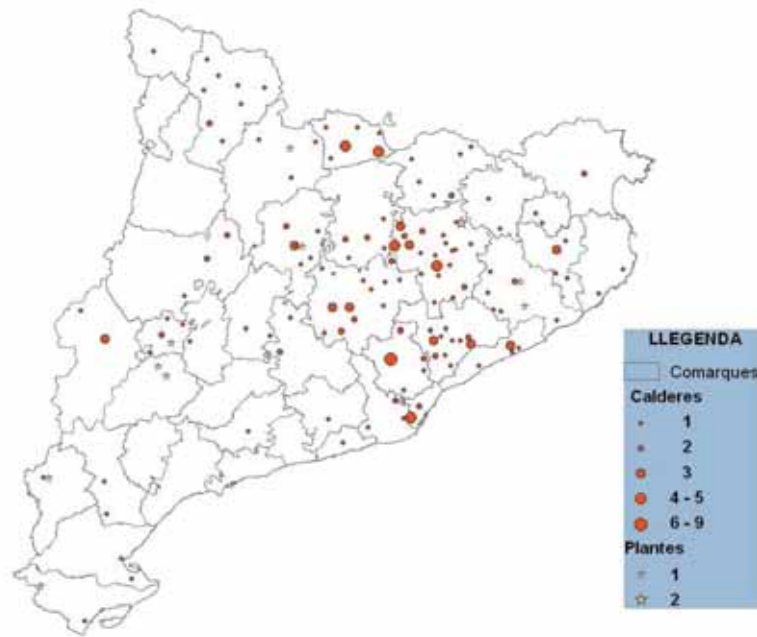 LLEGENDA
Comarques
Calderes
1
2
3
4 - 5
6 - 9
Plantes
1
2